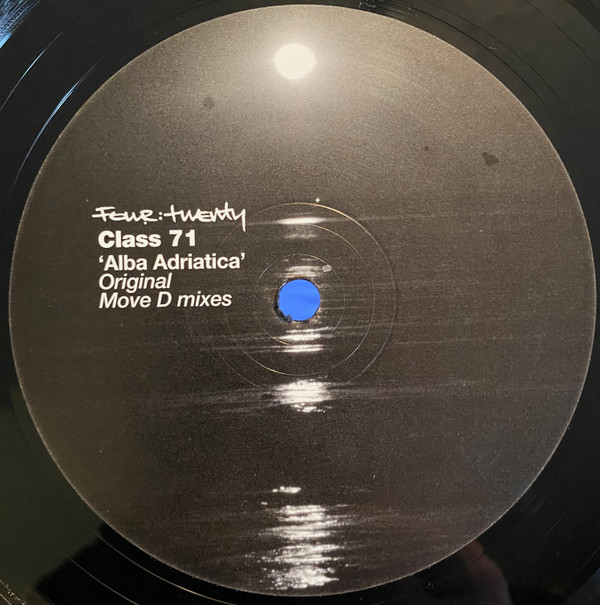 Four:Twenty
Class 71
‘Alba Adriatica’
Original
Move D mixes